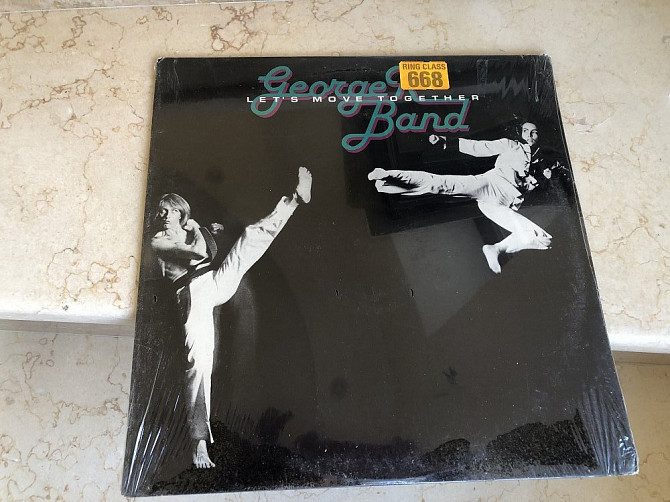 George
RING CLASS
668
LET'S MOVE TOGETHER
Band